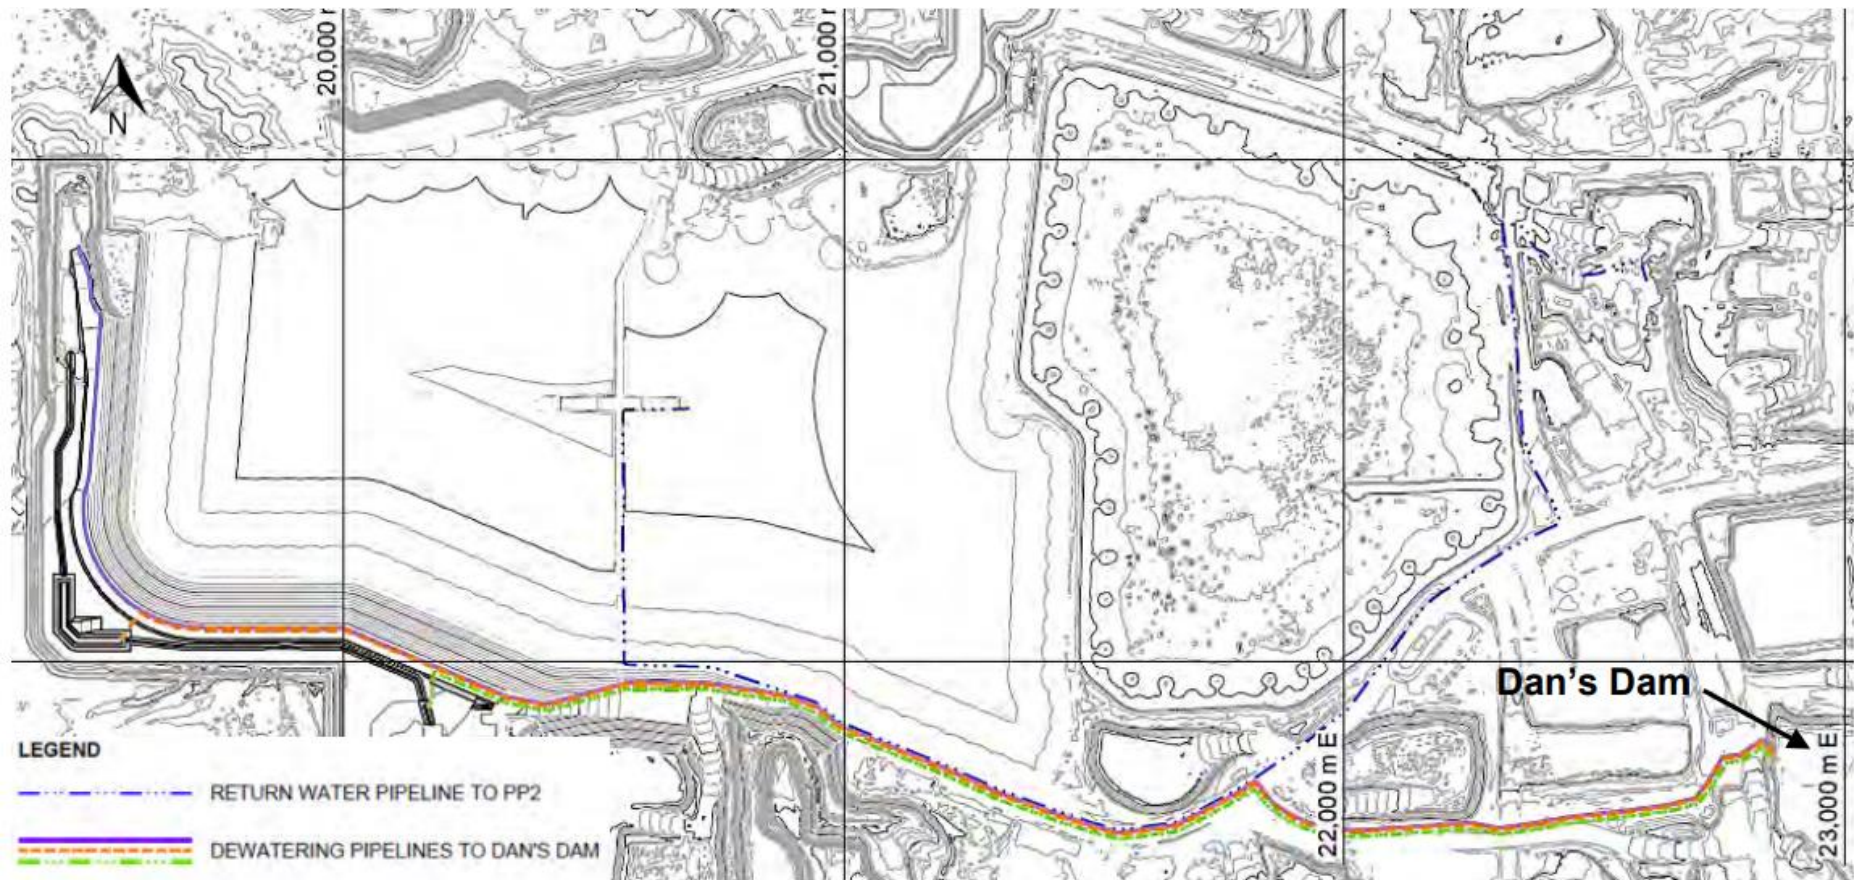 20,000 m
21,000 m
N
Dan's Dam
22,000 m E
23,000 m E
LEGEND
RETURN WATER PIPELINE TO PP2
DEWATERING PIPELINES TO DAN'S DAM